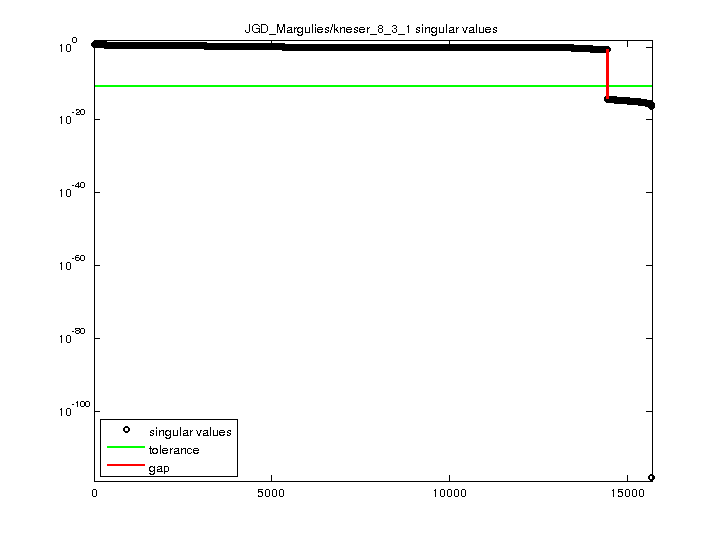 JGD_Margulies/kneser_8_3_1 singular values
10^0
10^-20
10^-40
10^-60
10^-80
10^-100
singular values
tolerance
gap
0 5000 10000 15000